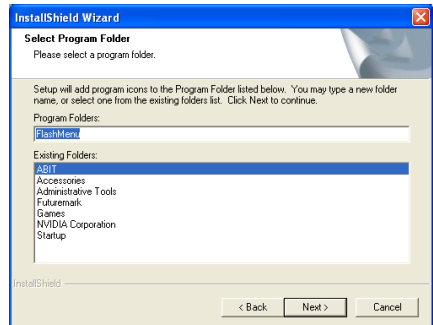 InstallShield Wizard
Select Program Folder
Please select a program folder.
Setup will add program icons to the Program Folder listed below. You may type a new folder
name, or select one from the existing folders list. Click Next to continue.
Program Folders:
FlashMenu
Existing Folders:
ABIT
Accessories
Administrative Tools
Futuremark
Games
NVIDIA Corporation
Startup
InstallShield
< Back
Next >
Cancel